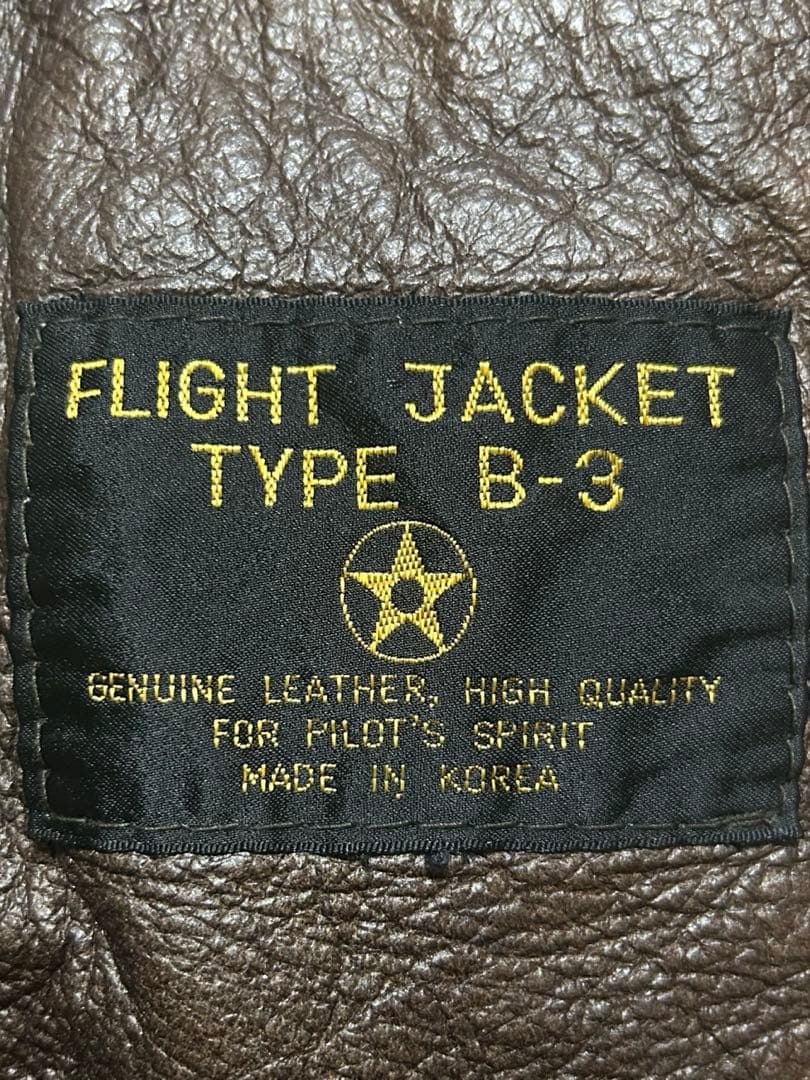 FLIGHT JACKET
TYPE B-3
GENUINE LEATHER, HIGH QUALITY
FOR PILOT'S SPIRIT
MADE IN KOREA